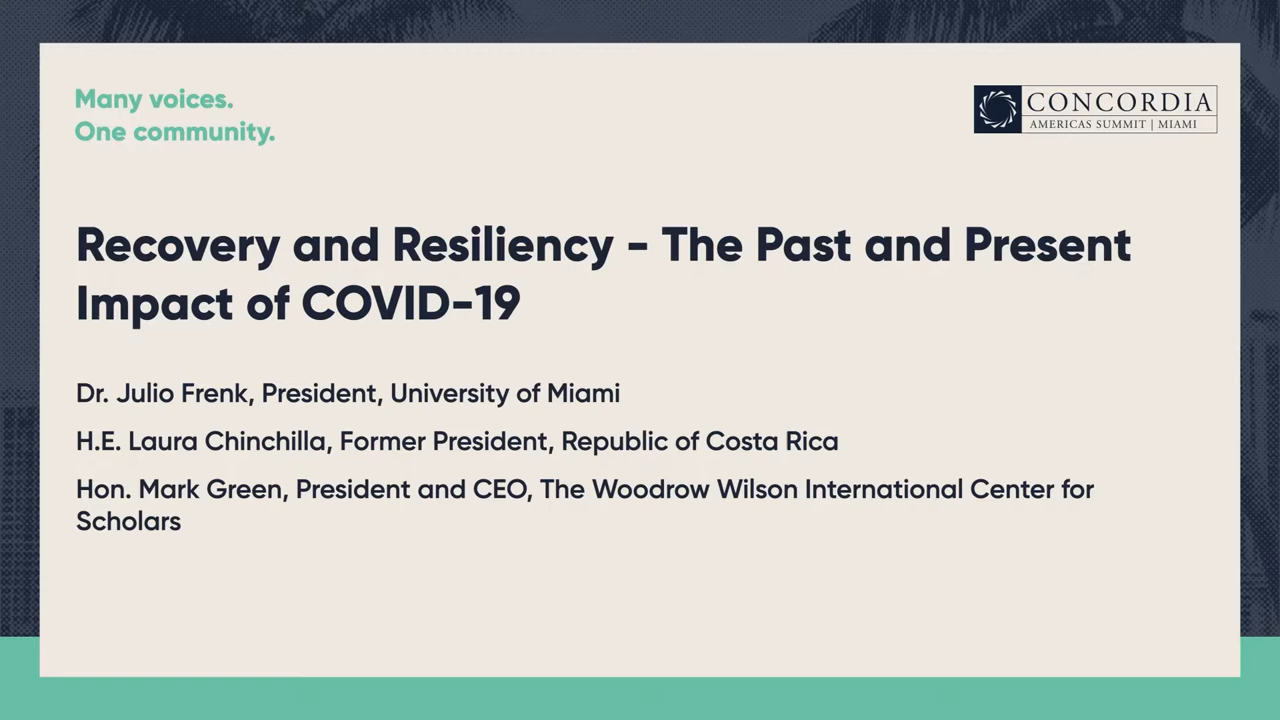 Many voices.
One community.
CONCORDIA
AMERICAS SUMMIT | MIAMI
Recovery and Resiliency - The Past and Present
Impact of COVID-19
Dr. Julio Frenk, President, University of Miami
H.E. Laura Chinchilla, Former President, Republic of Costa Rica
Hon. Mark Green, President and CEO, The Woodrow Wilson International Center for
Scholars